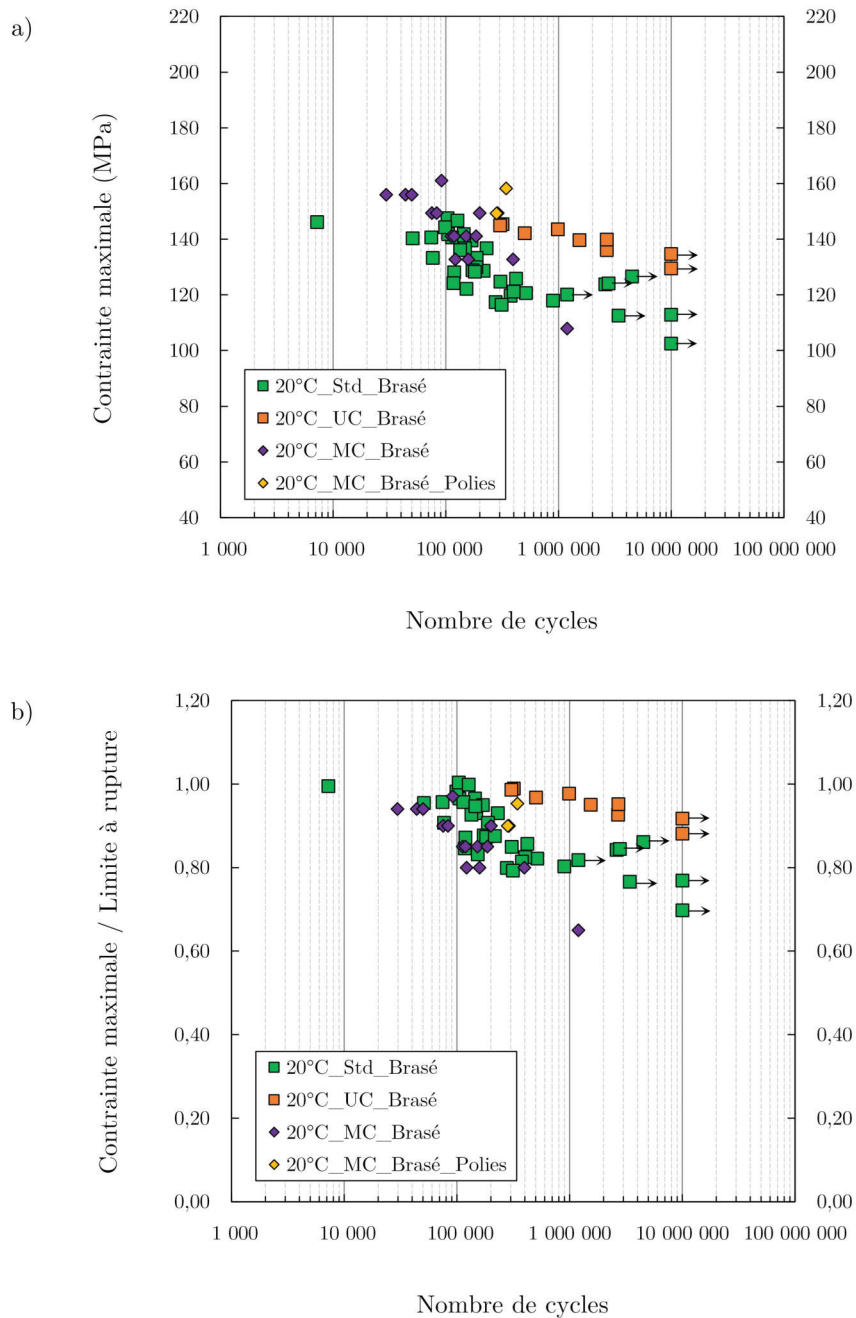 a)
Contrainte maximale (MPa)
220 220
200 200
180 180
160 160
140 140
120 120
100 100
80 80
60 60
40 40
20°C_Std_Brasé
20°C_UC_Brasé
20°C_MC_Brasé
20°C_MC_Brasé_Polies
1 000 10 000 100 000 1 000 000 10 000 000 100 000 000
Nombre de cycles
b)
Contrainte maximale / Limite à rupture
1,20 1,20
1,00 1,00
0,80 0,80
0,60 0,60
0,40 0,40
0,20 0,20
0,00 0,00
20°C_Std_Brasé
20°C_UC_Brasé
20°C_MC_Brasé
20°C_MC_Brasé_Polies
1 000 10 000 100 000 1 000 000 10 000 000 100 000 000
Nombre de cycles